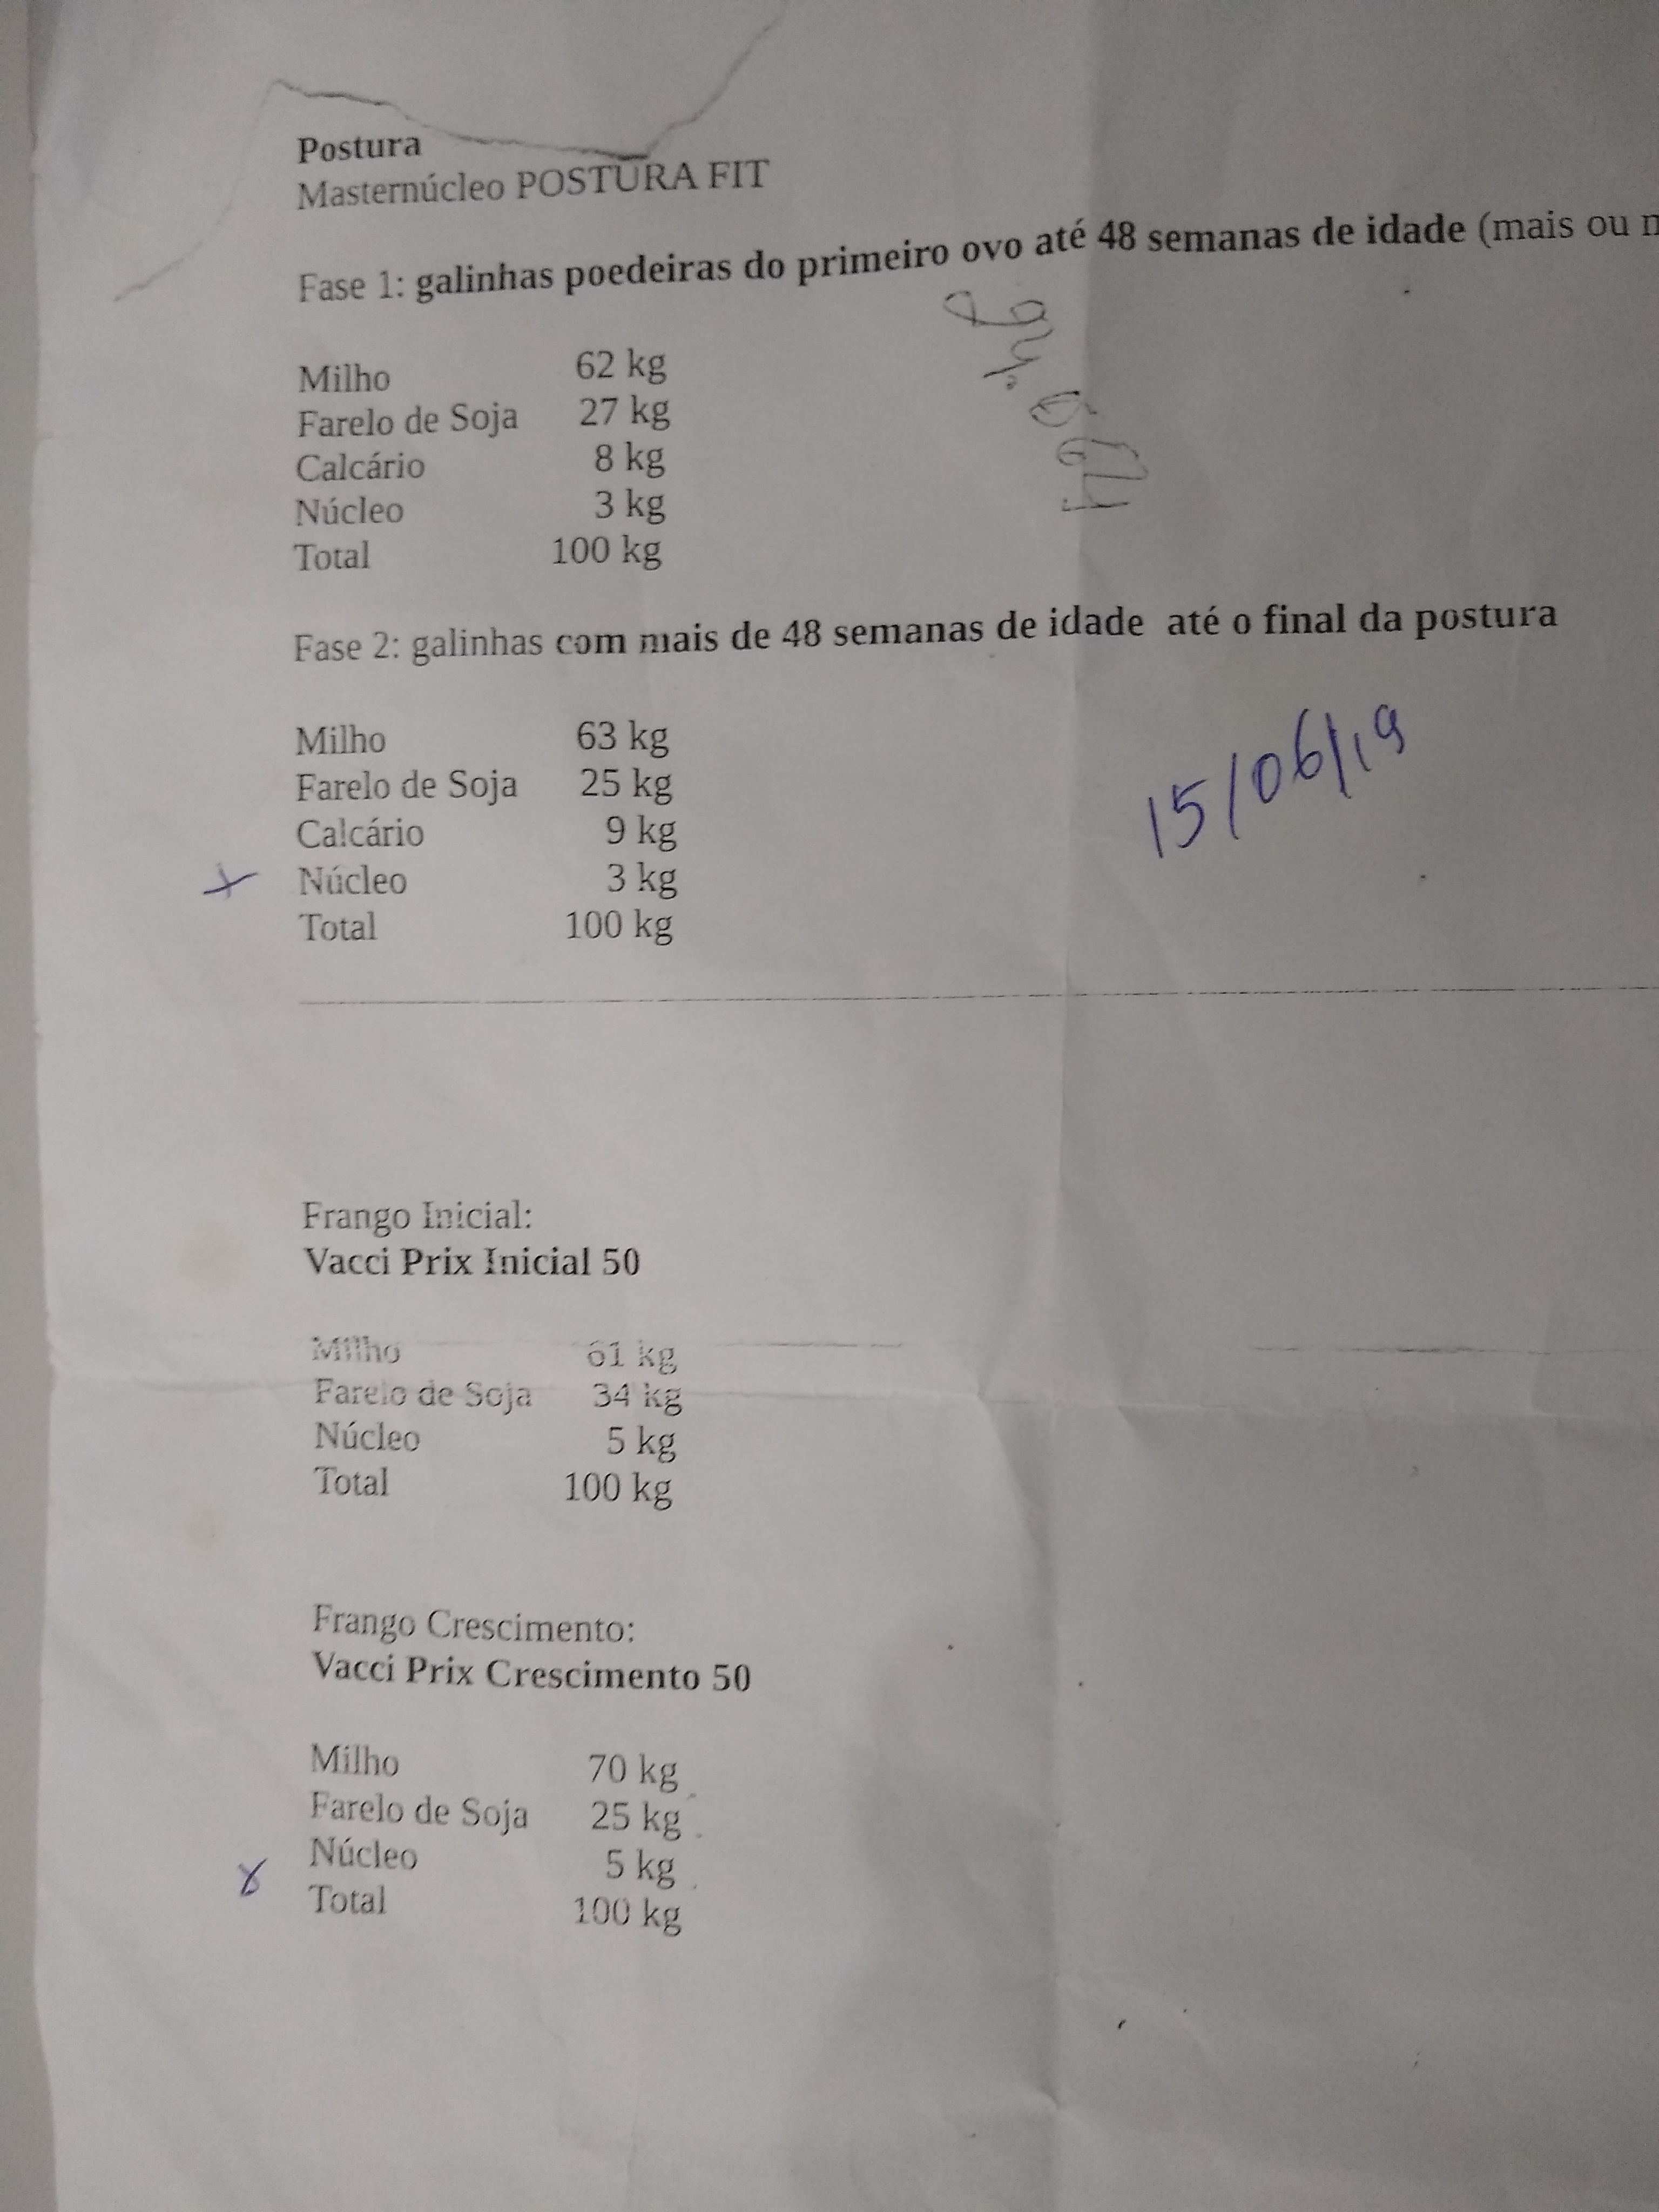 Postura
Masternúcleo POSTURA FIT
Fase 1: galinhas poedeiras do primeiro ovo até 48 semanas de idade (mais ou
Milho 62 kg
Farelo de Soja 27 kg
Calcário 8 kg
Núcleo 3 kg
Total 100 kg
Fase 2: galinhas com mais de 48 semanas de idade até o final da postura
Milho 63 kg
Farelo de Soja 25 kg
Calcário 9 kg
Núcleo 3 kg
Total 100 kg
15/06/19
Frango Inicial:
Vacci Prix Inicial 50
Milho 61 kg
Farelo de Soja 34 kg
Núcleo 5 kg
Total 100 kg
Frango Crescimento:
Vacci Prix Crescimento 50
Milho 70 kg
Farelo de Soja 25 kg
Núcleo 5 kg
Total 100 kg